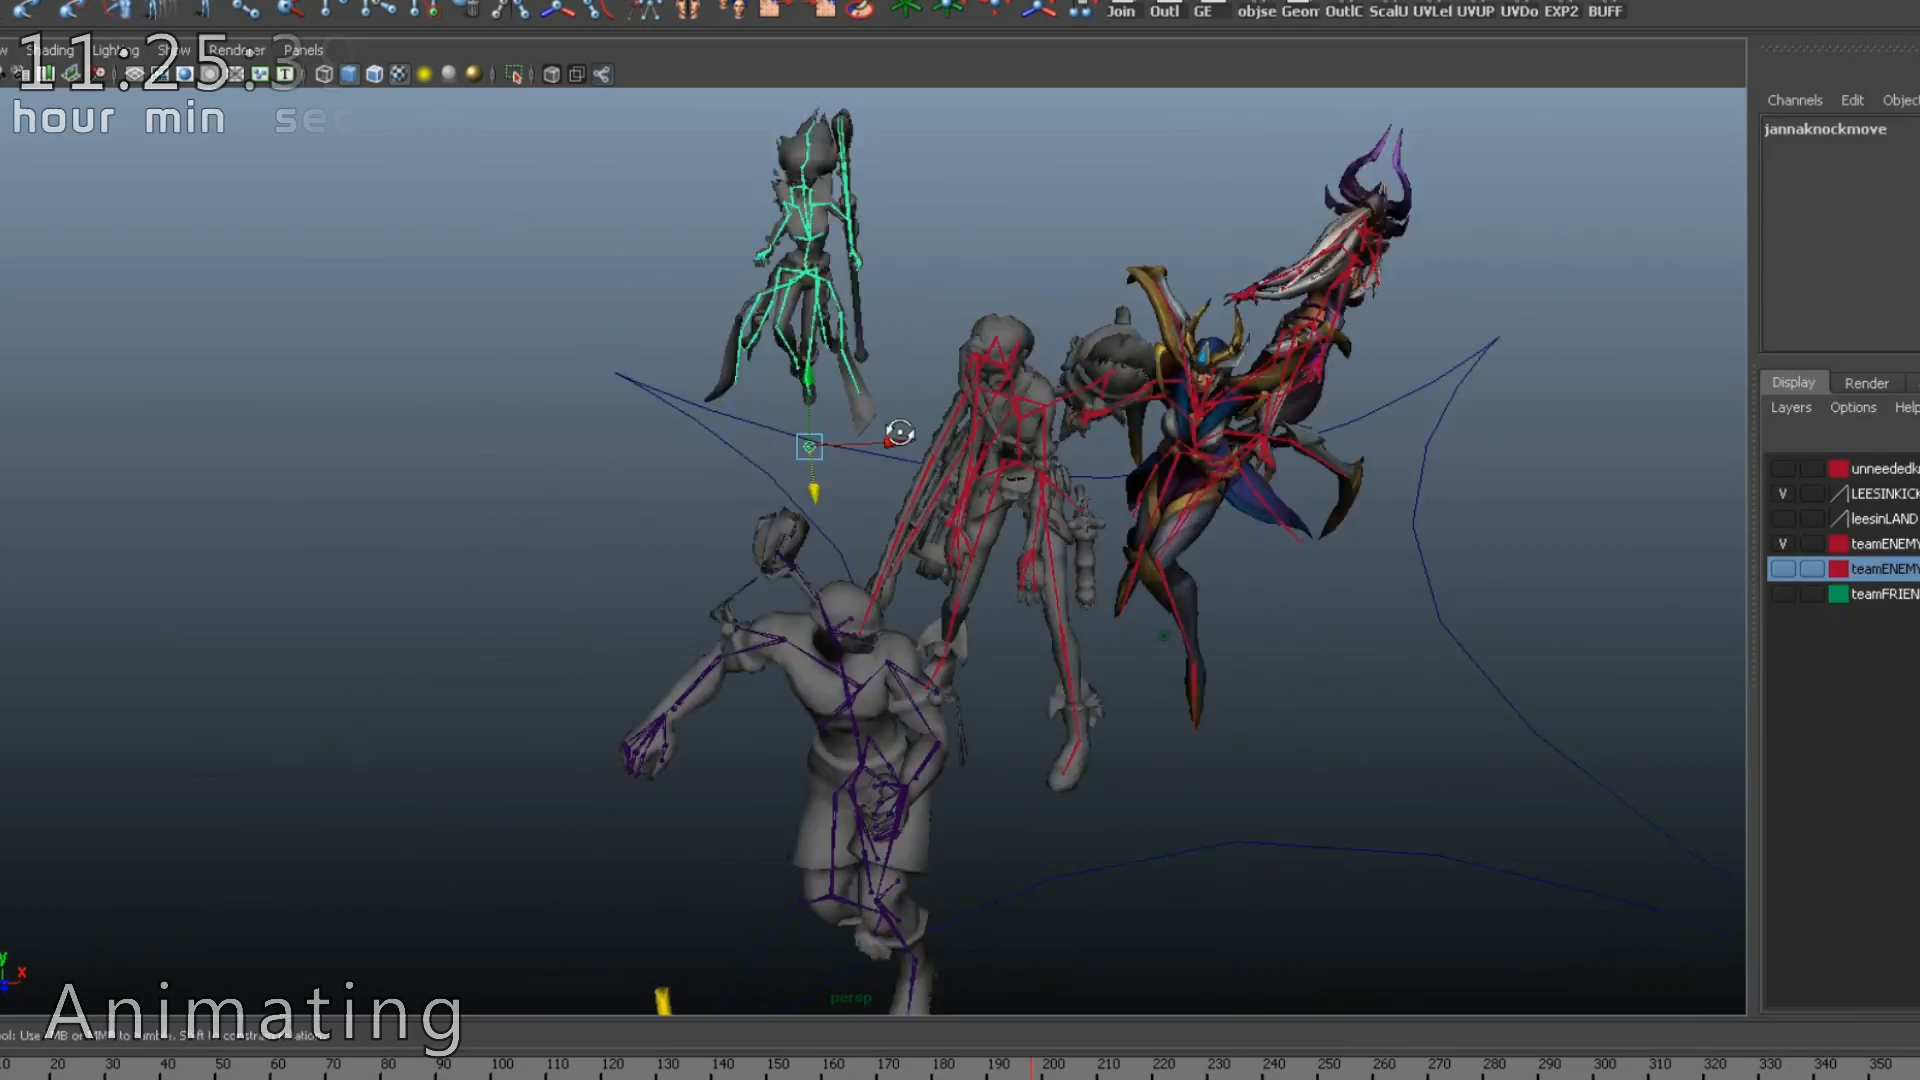 Join Outl GE objse Geom OutlC ScalU UVLef UVUP UVDo EXP2 BUFF
Shading Lighting Show Renderer Panels
11:25:3
hour min sec
Channels Edit Object
jannaknockmove
Display Render
Layers Options Help
unneededk
V LEESINKICK
leesinLAND
V teamENEMY
teamENEMY
teamFRIEN
persp
y
x
Animating
20 30 40 50 60 70 80 90 100 110 120 130 140 150 160 170 180 190 200 210 220 230 240 250 260 270 280 290 300 310 320 330 340 350